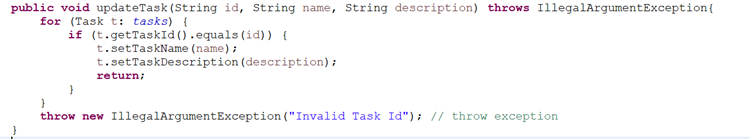 public void updateTask(String id, String name, String description) throws IllegalArgumentException{
    for (Task t: tasks) {
        if (t.getTaskId().equals(id)) {
            t.setTaskName(name);
            t.setTaskDescription(description);
            return;
        }
    }
    throw new IllegalArgumentException("Invalid Task Id"); // throw exception
}